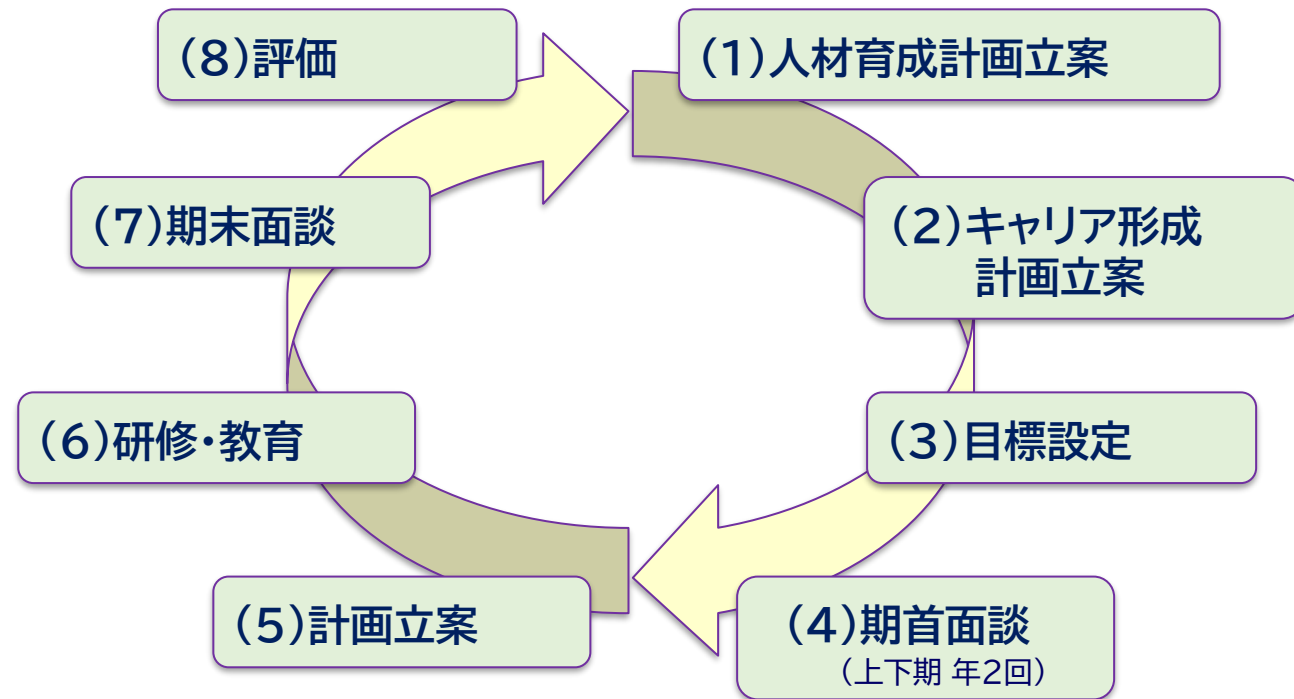 (1)人材育成計画立案
(2)キャリア形成
計画立案
(3)目標設定
(4)期首面談
(上下期 年2回)
(5)計画立案
(6)研修・教育
(7)期末面談
(8)評価